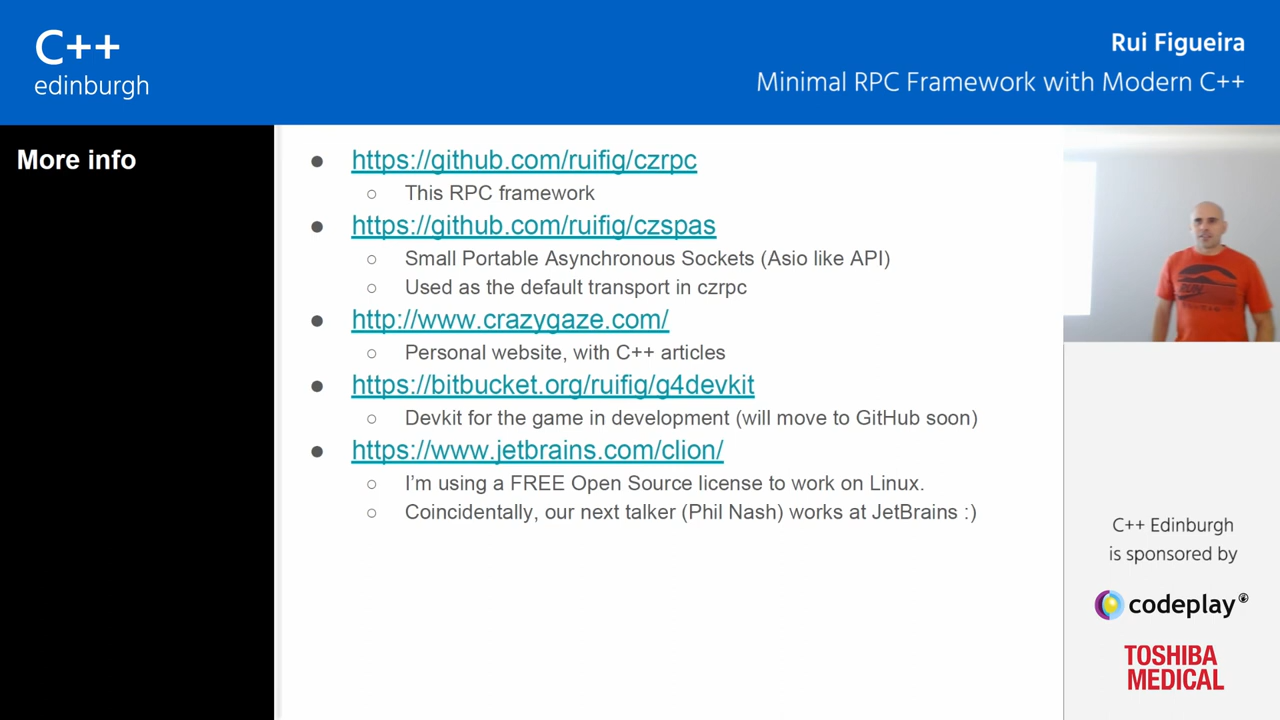 C++
edinburgh
Rui Figueira
Minimal RPC Framework with Modern C++
More info
https://github.com/ruifig/czrpc
This RPC framework
https://github.com/ruifig/czspas
Small Portable Asynchronous Sockets (Asio like API)
Used as the default transport in czrpc
http://www.crazygaze.com/
Personal website, with C++ articles
https://bitbucket.org/ruifig/g4devkit
Devkit for the game in development (will move to GitHub soon)
https://www.jetbrains.com/clion/
I'm using a FREE Open Source license to work on Linux.
Coincidentally, our next talker (Phil Nash) works at JetBrains :)
C++ Edinburgh
is sponsored by
codeplay
TOSHIBA
MEDICAL